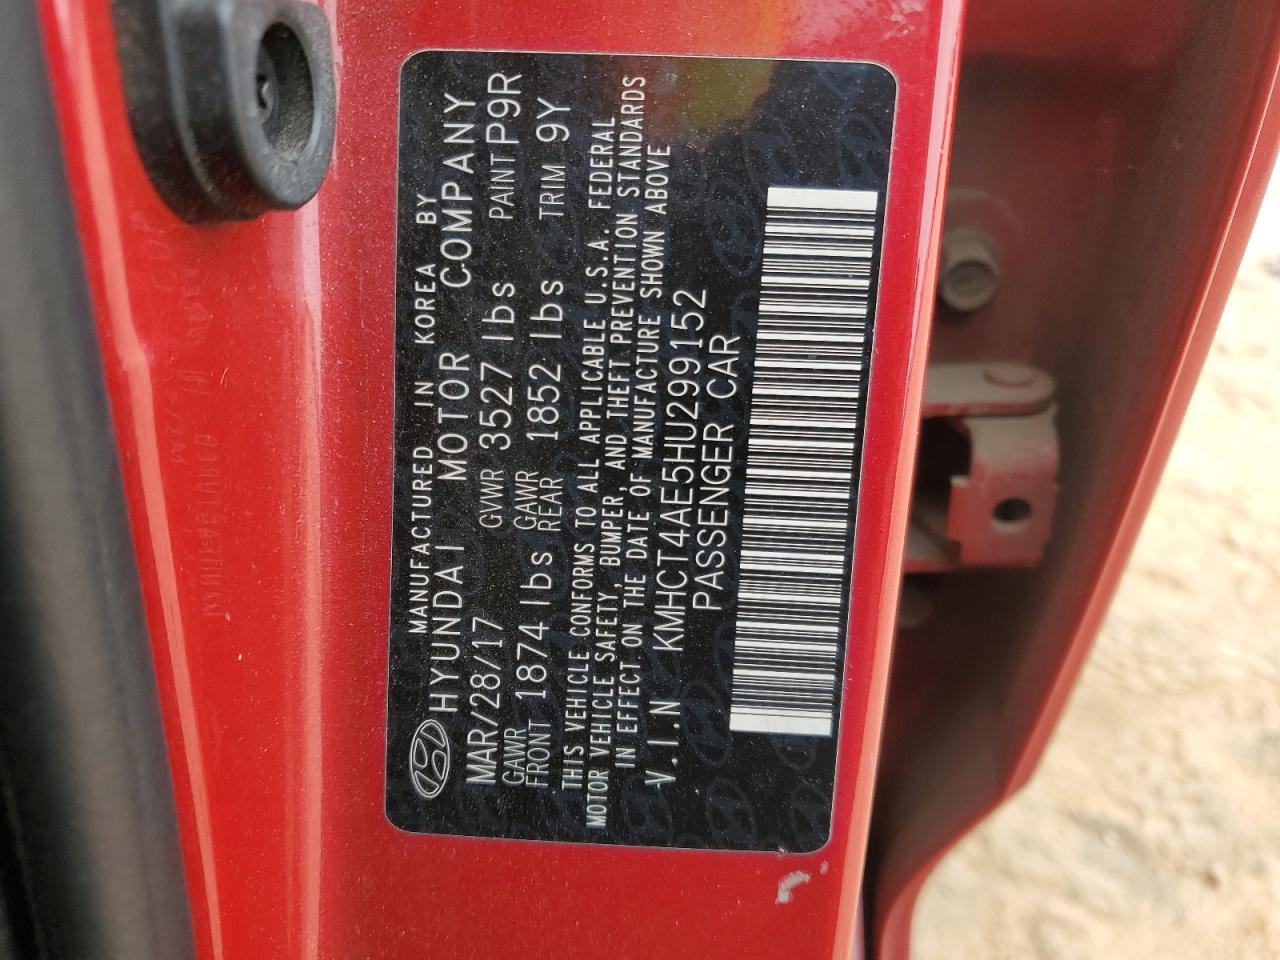 MANUFACTURED IN KOREA BY
HYUNDAI MOTOR COMPANY
MAR/28/17 GVWR 3527 lbs PAINT P9R
GAWR FRONT 1874 lbs GAWR REAR 1852 lbs TRIM 9Y
THIS VEHICLE CONFORMS TO ALL APPLICABLE U.S.A. FEDERAL
MOTOR VEHICLE SAFETY, BUMPER, AND THEFT PREVENTION STANDARDS
IN EFFECT ON THE DATE OF MANUFACTURE SHOWN ABOVE
V.I.N KMHCT4AE5HU299152
PASSENGER CAR